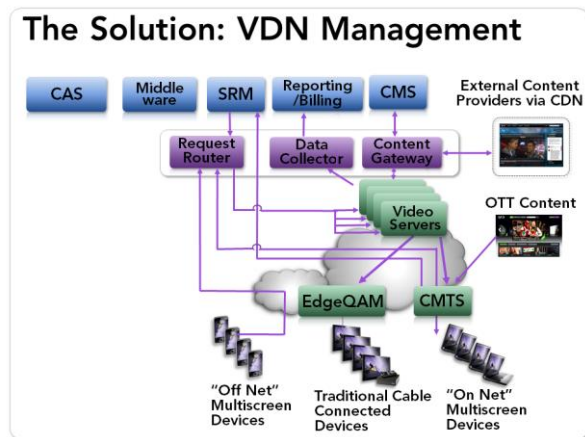 The Solution: VDN Management
CAS
Middle
ware
SRM
Reporting
/Billing
CMS
External Content
Providers via CDN
Request
Router
Data
Collector
Content
Gateway
OTT Content
Video
Servers
EdgeQAM
CMTS
“Off Net”
Multiscreen
Devices
Traditional Cable
Connected
Devices
“On Net”
Multiscreen
Devices